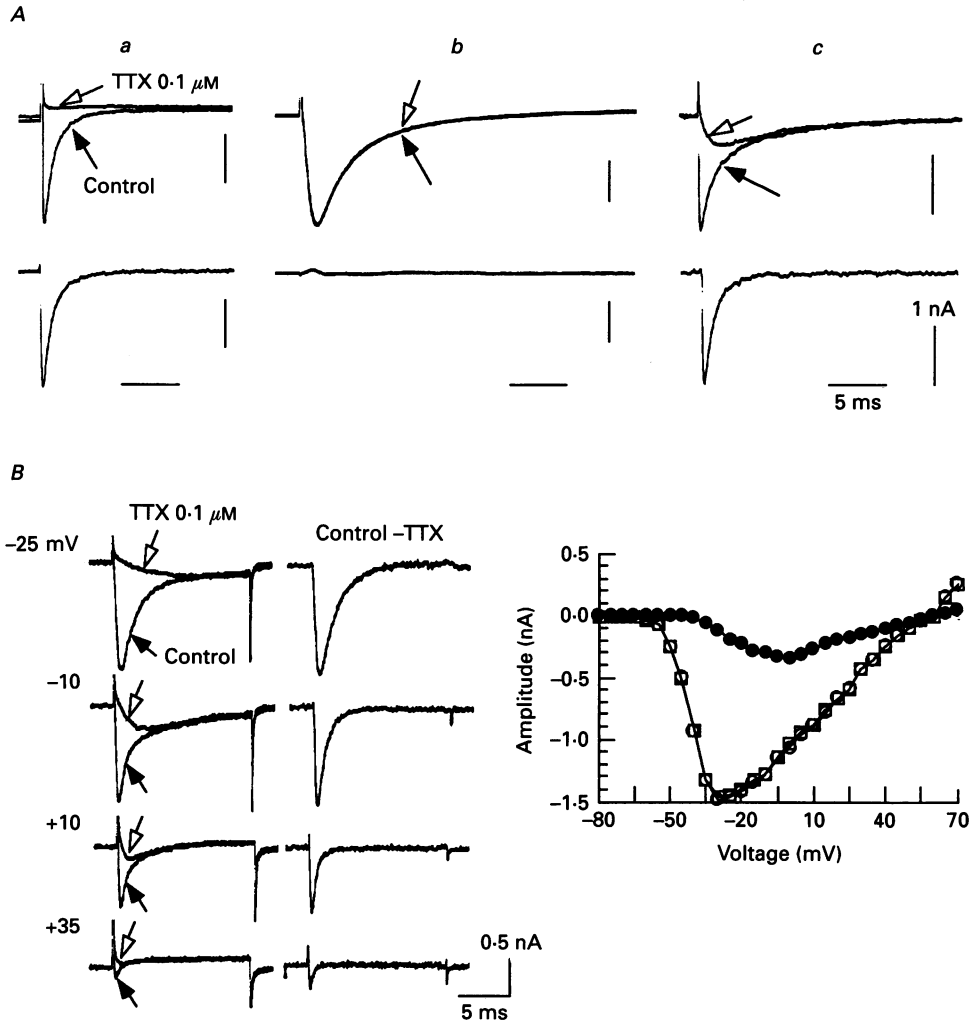 A
a
b
c
TTX 0·1 μM
Control
1 nA
5 ms
B
TTX 0·1 μM
Control –TTX
–25 mV
Control
–10
+10
+35
0·5 nA
5 ms
0·5
0·0
–0·5
–1·0
–1·5
Amplitude (nA)
–80
–50
–20
10
40
70
Voltage (mV)